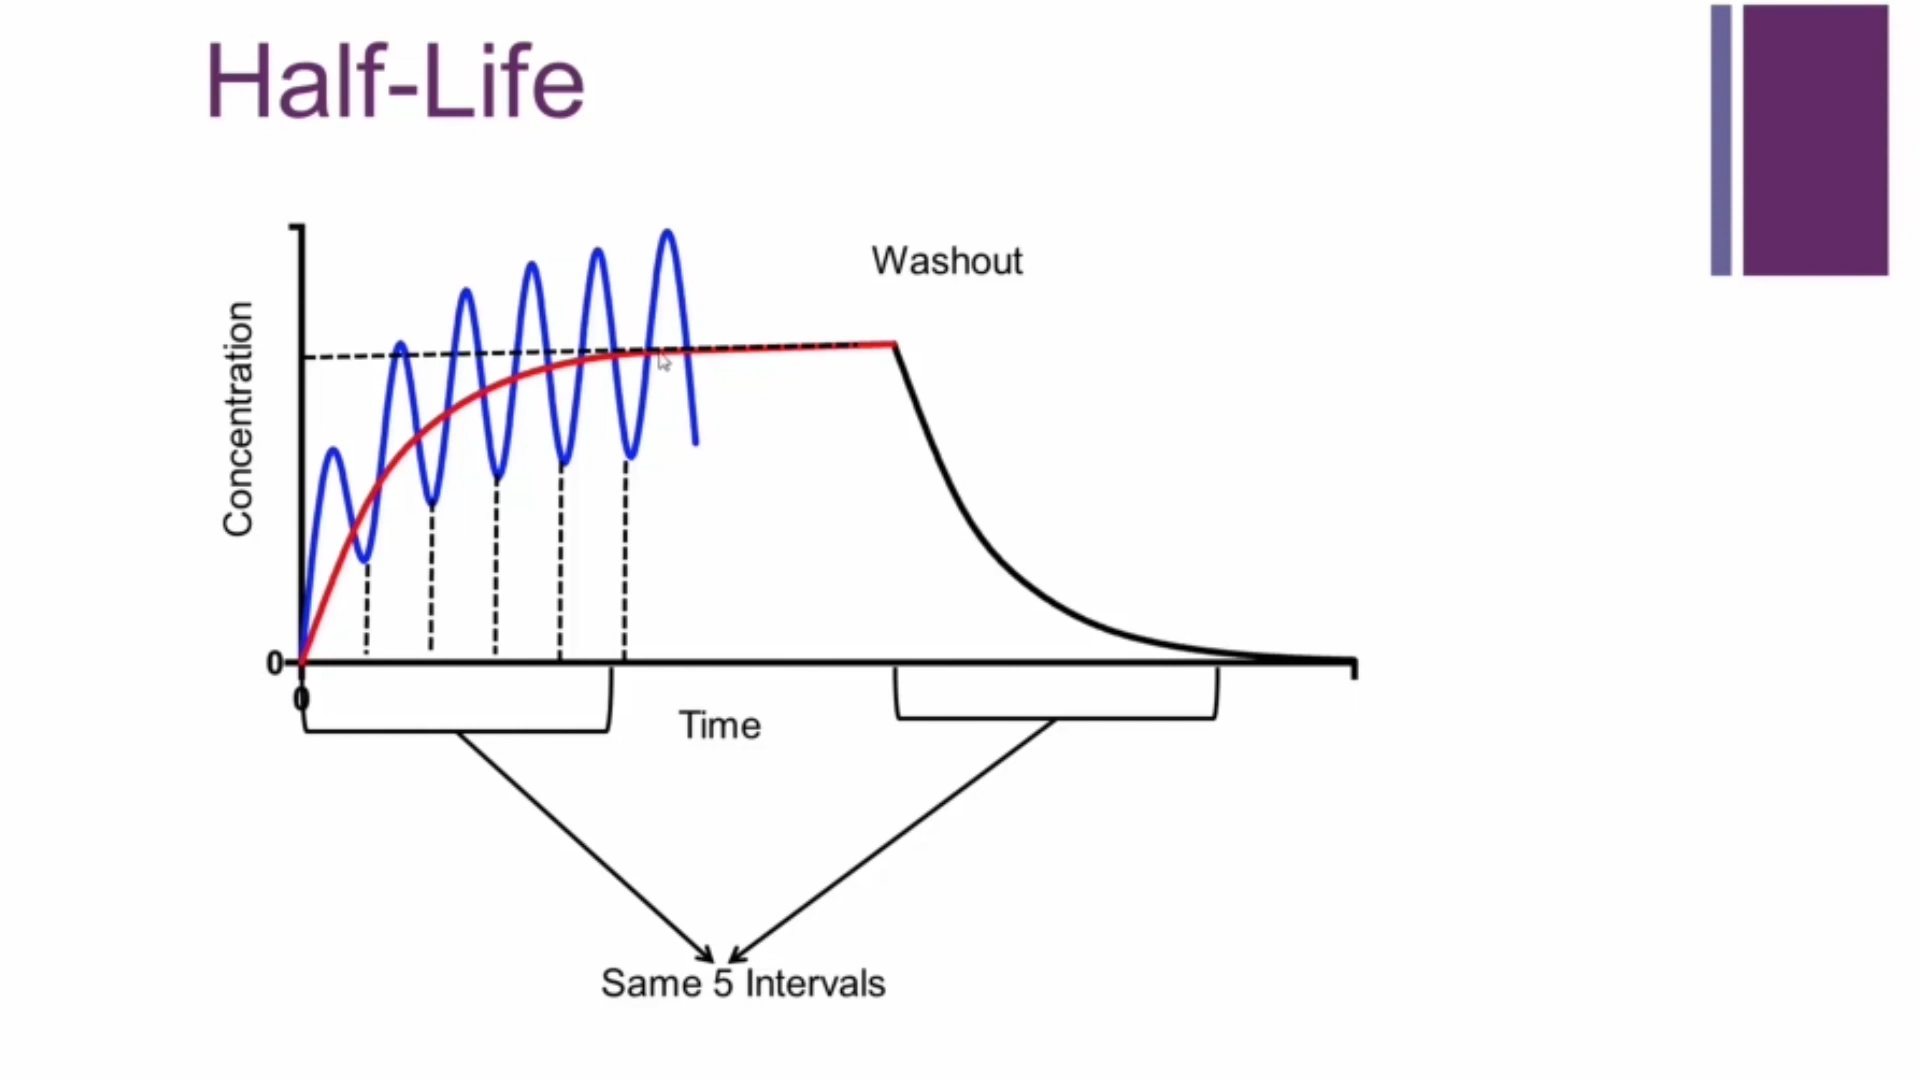 Half-Life
Washout
Concentration
0
0
Time
Same 5 Intervals